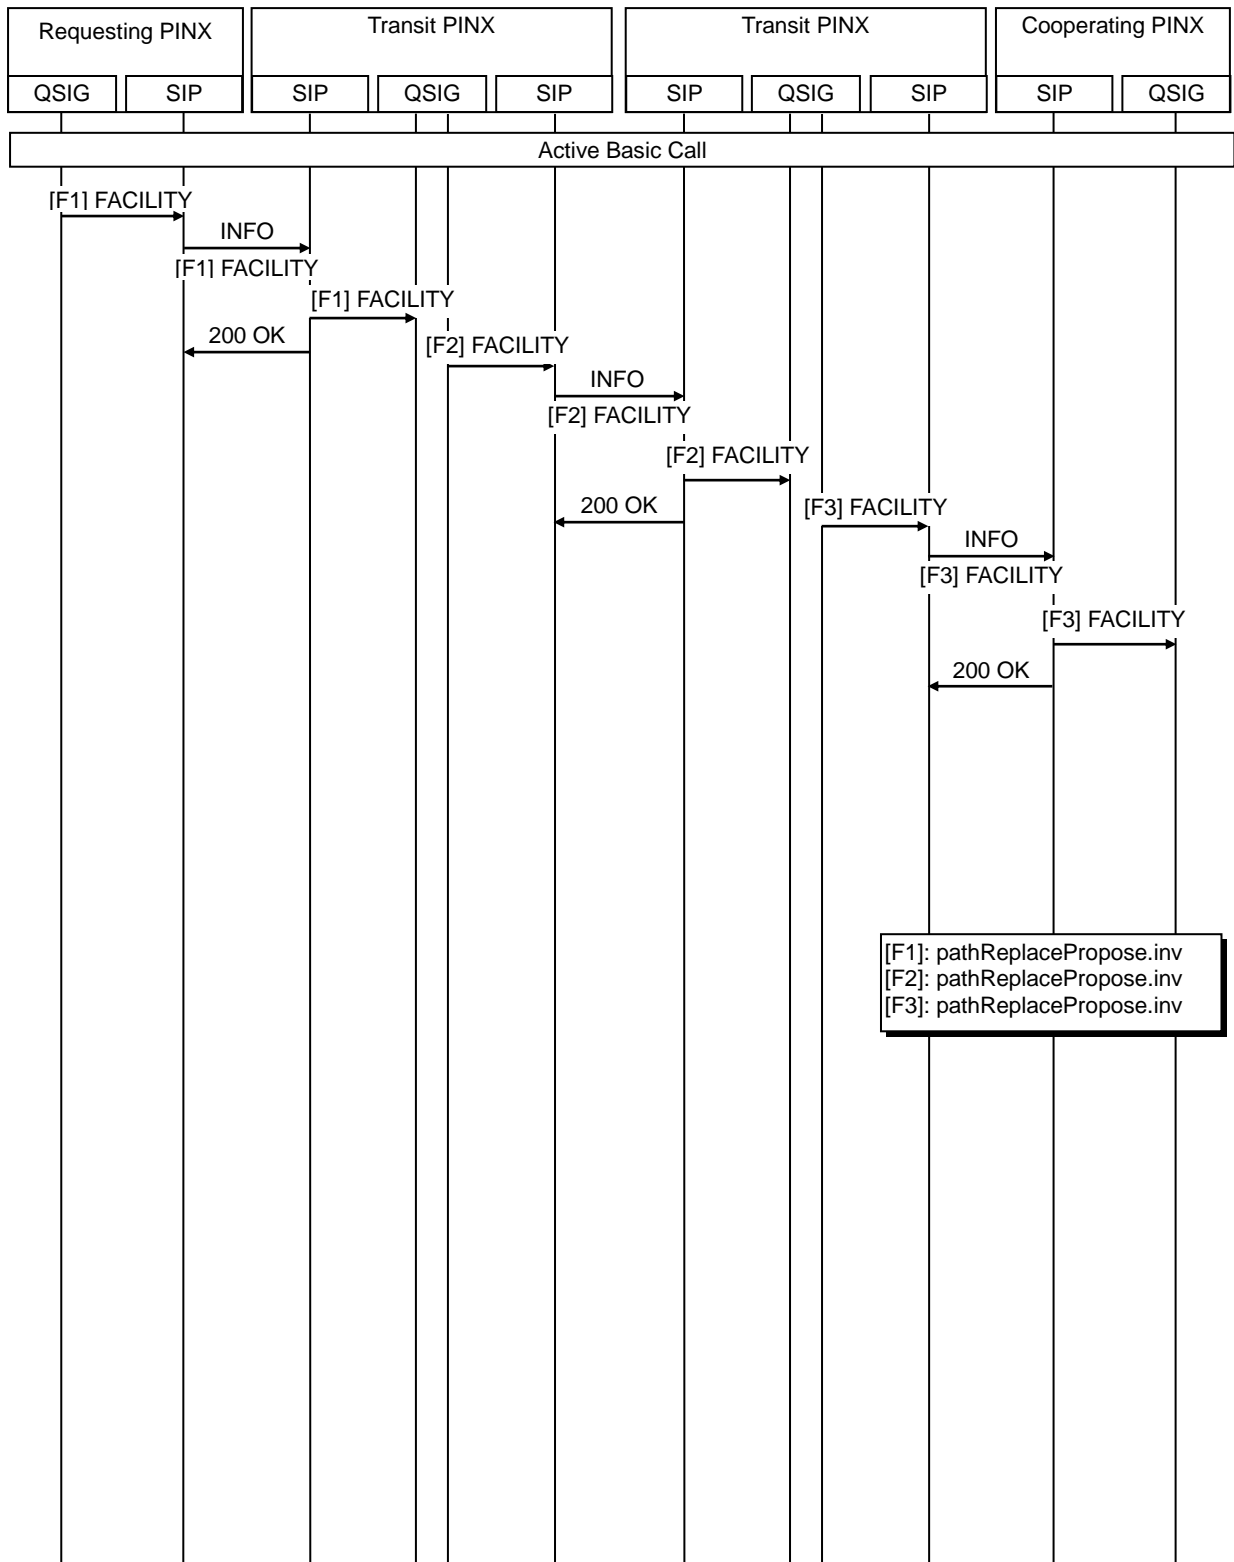 Requesting PINX
Transit PINX
Transit PINX
Cooperating PINX
QSIG
SIP
SIP
QSIG
SIP
SIP
QSIG
SIP
SIP
QSIG
Active Basic Call
[F1] FACILITY
INFO
[F1] FACILITY
[F1] FACILITY
200 OK
[F2] FACILITY
INFO
[F2] FACILITY
[F2] FACILITY
200 OK
[F3] FACILITY
INFO
[F3] FACILITY
[F3] FACILITY
200 OK
[F1]: pathReplacePropose.inv
[F2]: pathReplacePropose.inv
[F3]: pathReplacePropose.inv